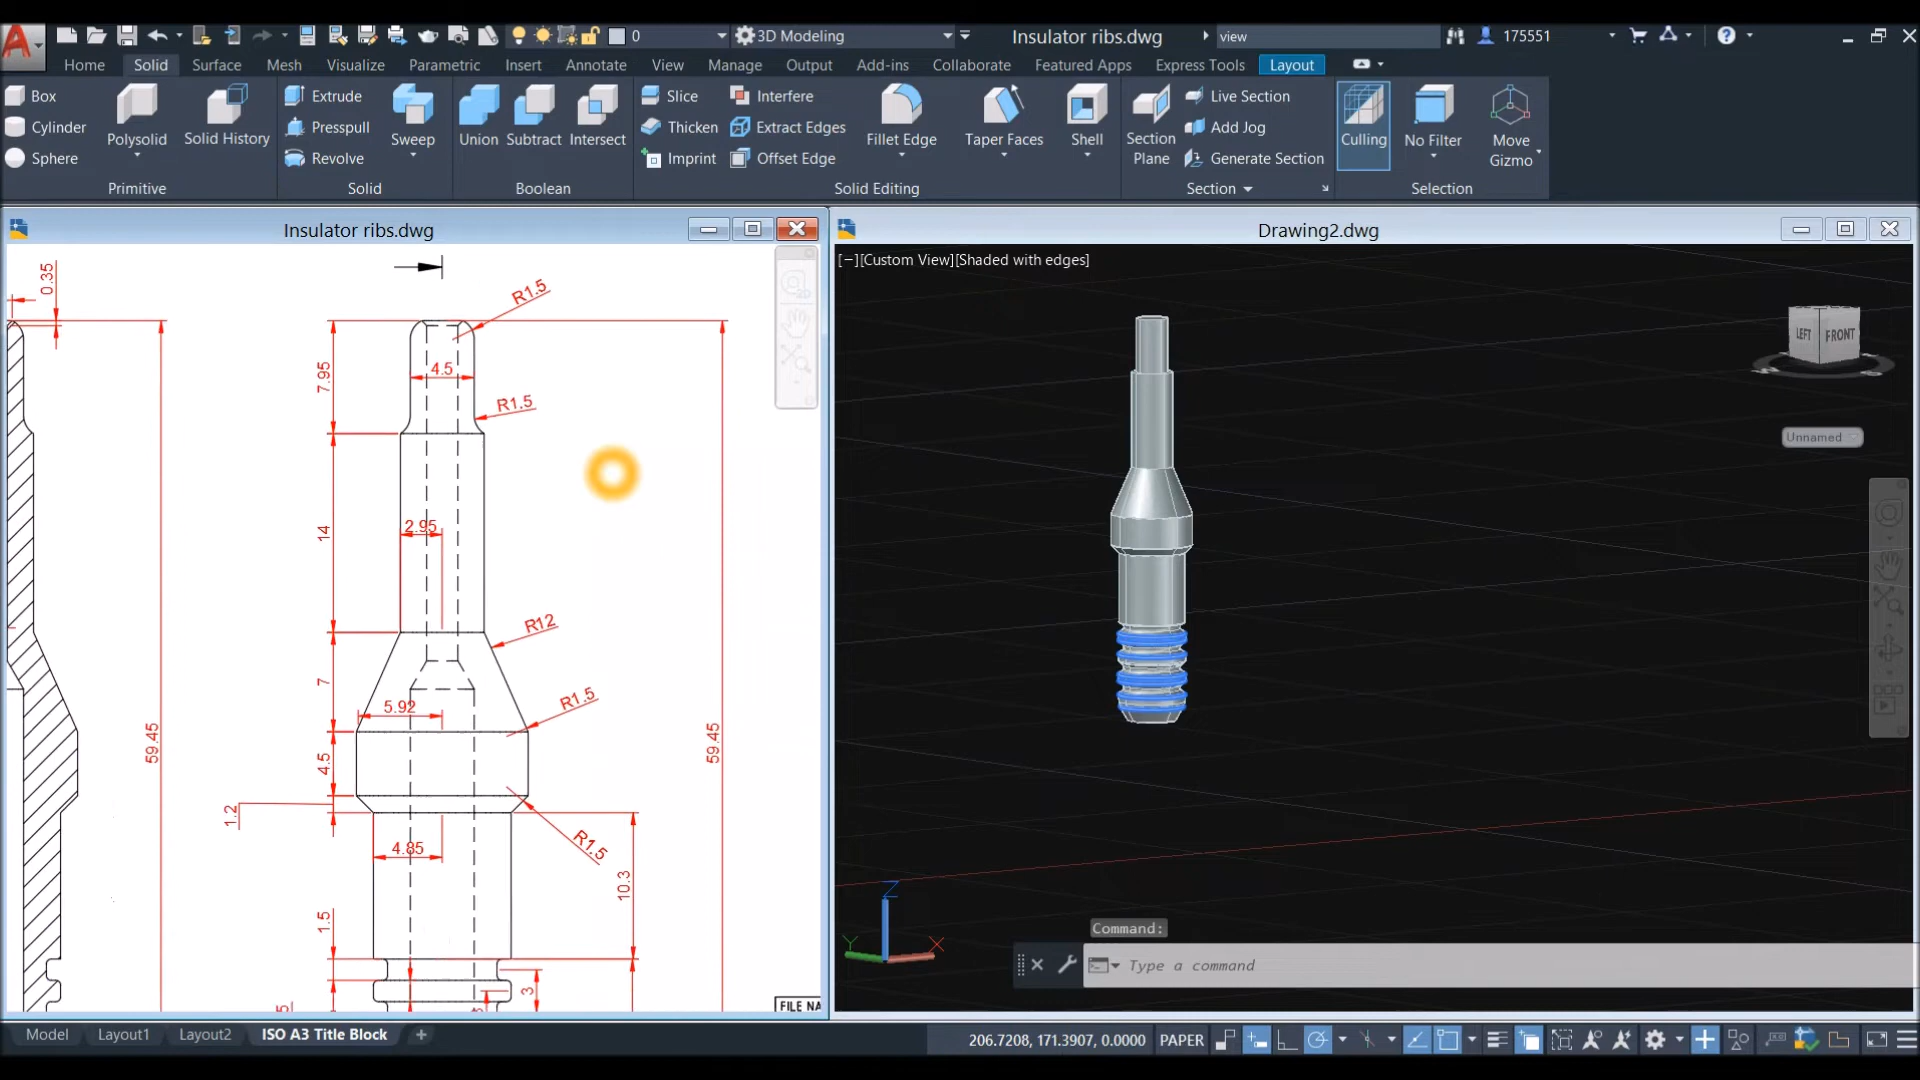 0
3D Modeling
Insulator ribs.dwg
view
175551
Home
Solid
Surface
Mesh
Visualize
Parametric
Insert
Annotate
View
Manage
Output
Add-ins
Collaborate
Featured Apps
Express Tools
Layout
Box
Cylinder
Sphere
Polysolid
Solid History
Primitive
Extrude
Presspull
Revolve
Sweep
Solid
Union
Subtract
Intersect
Boolean
Slice
Thicken
Imprint
Interfere
Extract Edges
Offset Edge
Fillet Edge
Taper Faces
Shell
Solid Editing
Section
Plane
Live Section
Add Jog
Generate Section
Section
Culling
No Filter
Move
Gizmo
Selection
Insulator ribs.dwg
0.35
R1.5
7.95
4.5
R1.5
14
2.95
R12
7
5.92
R1.5
59.45
59.45
4.5
1.2
R1.5
4.85
10.3
1.5
3
FILE NA
Drawing2.dwg
[−][Custom View][Shaded with edges]
LEFT
FRONT
Unnamed
Z
Y
X
Command:
Type a command
Model
Layout1
Layout2
ISO A3 Title Block
206.7208, 171.3907, 0.0000
PAPER